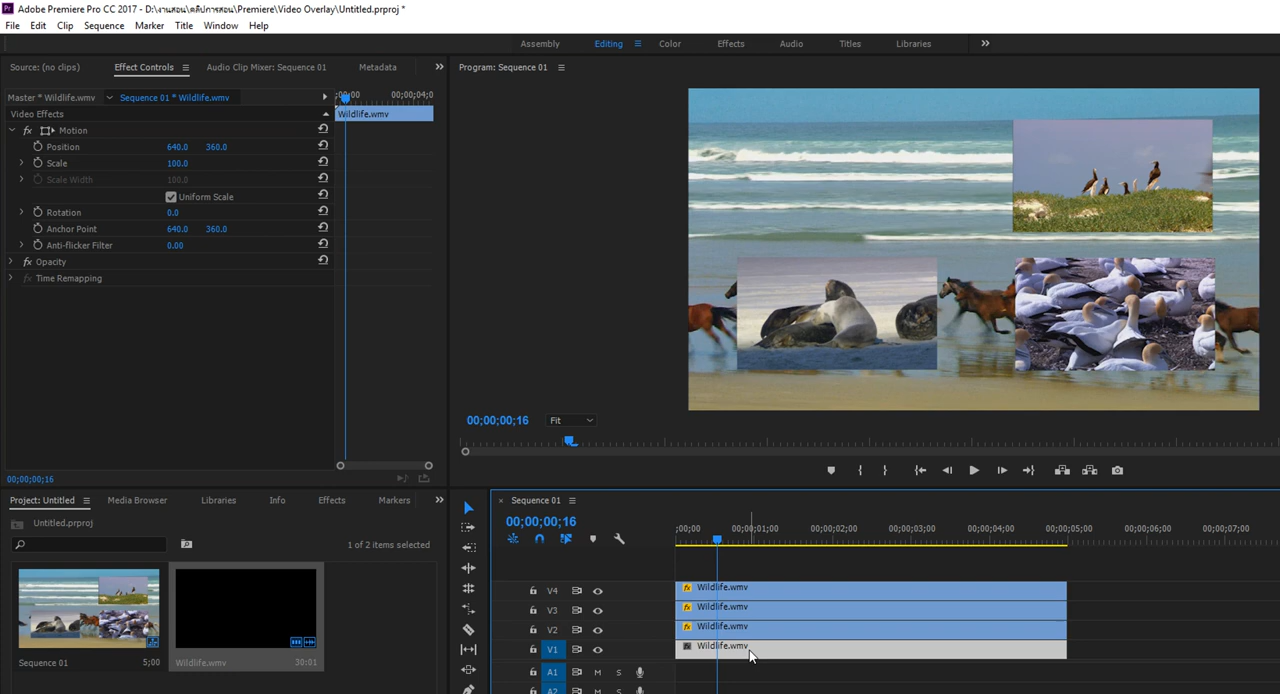 Adobe Premiere Pro CC 2017 - D:\งานสอน\คลิปการสอน\Premiere\Video Overlay\Untitled.prproj *
File Edit Clip Sequence Marker Title Window Help
Assembly Editing Color Effects Audio Titles Libraries
Source: (no clips) Effect Controls Audio Clip Mixer: Sequence 01 Metadata
Program: Sequence 01
Master * Wildlife.wmv Sequence 01 * Wildlife.wmv ;00;00 00;00;04;0
Video Effects Wildlife.wmv
fx Motion
Position 640.0 360.0
Scale 100.0
Scale Width 100.0
Uniform Scale
Rotation 0.0
Anchor Point 640.0 360.0
Anti-flicker Filter 0.00
fx Opacity
fx Time Remapping
00;00;00;16 Fit
00;00;00;16
Project: Untitled Media Browser Libraries Info Effects Markers
Untitled.prproj
1 of 2 items selected
Sequence 01 5;00
Wildlife.wmv 30:01
Sequence 01
00;00;00;16
;00;00 00;00;01;00 00;00;02;00 00;00;03;00 00;00;04;00 00;00;05;00 00;00;06;00 00;00;07;00
V4 fx Wildlife.wmv
V3 fx Wildlife.wmv
V2 fx Wildlife.wmv
V1 fx Wildlife.wmv
A1 M S
A2 M S